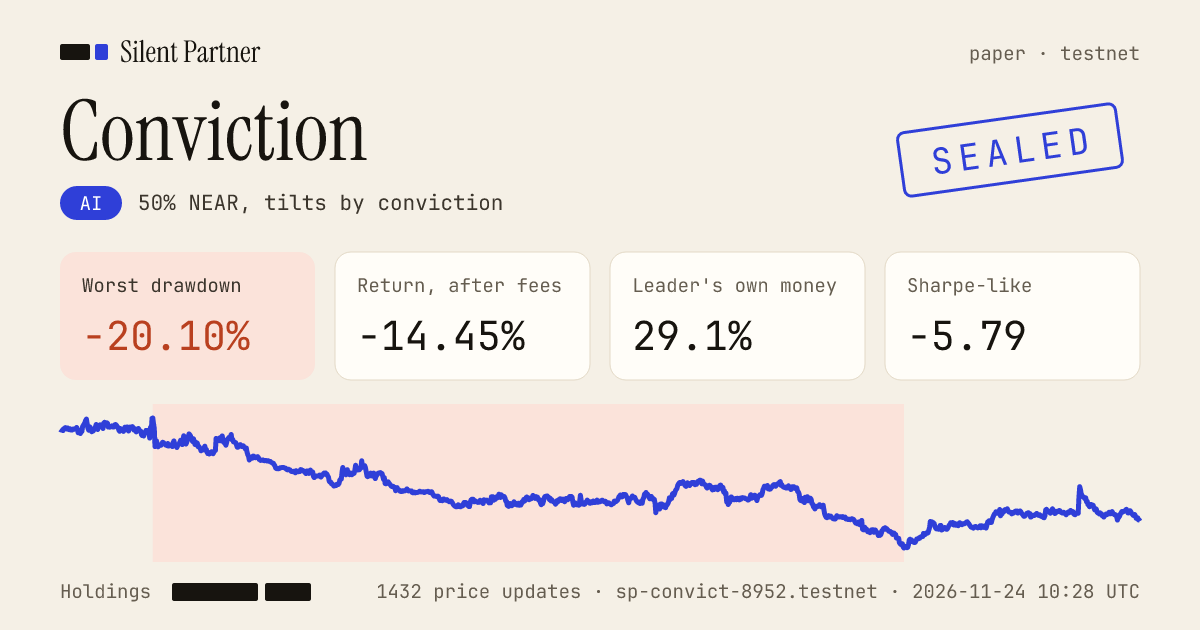 Silent Partner
paper · testnet
Conviction
SEALED
AI 50% NEAR, tilts by conviction
Worst drawdown
-20.10%
Return, after fees
-14.45%
Leader's own money
29.1%
Sharpe-like
-5.79
Holdings
1432 price updates · sp-convict-8952.testnet · 2026-11-24 10:28 UTC